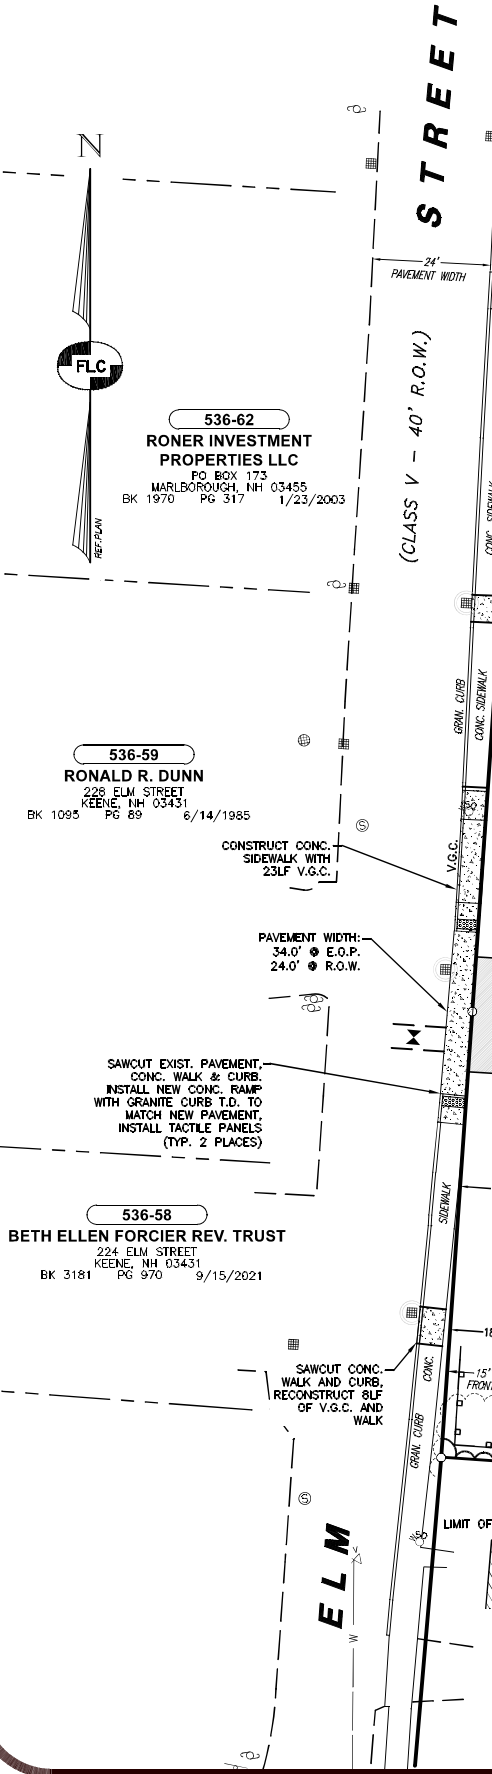 STREET
N
24'
PAVEMENT WIDTH
FLC
(CLASS V - 40' R.O.W.)
536-62
RONER INVESTMENT
PROPERTIES LLC
PO BOX 173
MARLBOROUGH, NH 03455
BK 1970 PG 317 1/23/2003
REF.PLAN
CONC. SIDEWALK
GRAN. CURB
CONC. SIDEWALK
536-59
RONALD R. DUNN
228 ELM STREET
KEENE, NH 03431
BK 1095 PG 89 6/14/1985
CONSTRUCT CONC.
SIDEWALK WITH
23LF V.G.C.
V.G.C.
S
PAVEMENT WIDTH:
34.0' @ E.O.P.
24.0' @ R.O.W.
SAWCUT EXIST. PAVEMENT,
CONC. WALK & CURB.
INSTALL NEW CONC. RAMP
WITH GRANITE CURB T.D. TO
MATCH NEW PAVEMENT,
INSTALL TACTILE PANELS
(TYP. 2 PLACES)
SIDEWALK
536-58
BETH ELLEN FORCIER REV. TRUST
224 ELM STREET
KEENE, NH 03431
BK 3181 PG 970 9/15/2021
18
SAWCUT CONC.
WALK AND CURB,
RECONSTRUCT 8LF
OF V.G.C. AND
WALK
CONC.
15'
FRON
GRAN. CURB
S
LIMIT OF
W
ELM
W